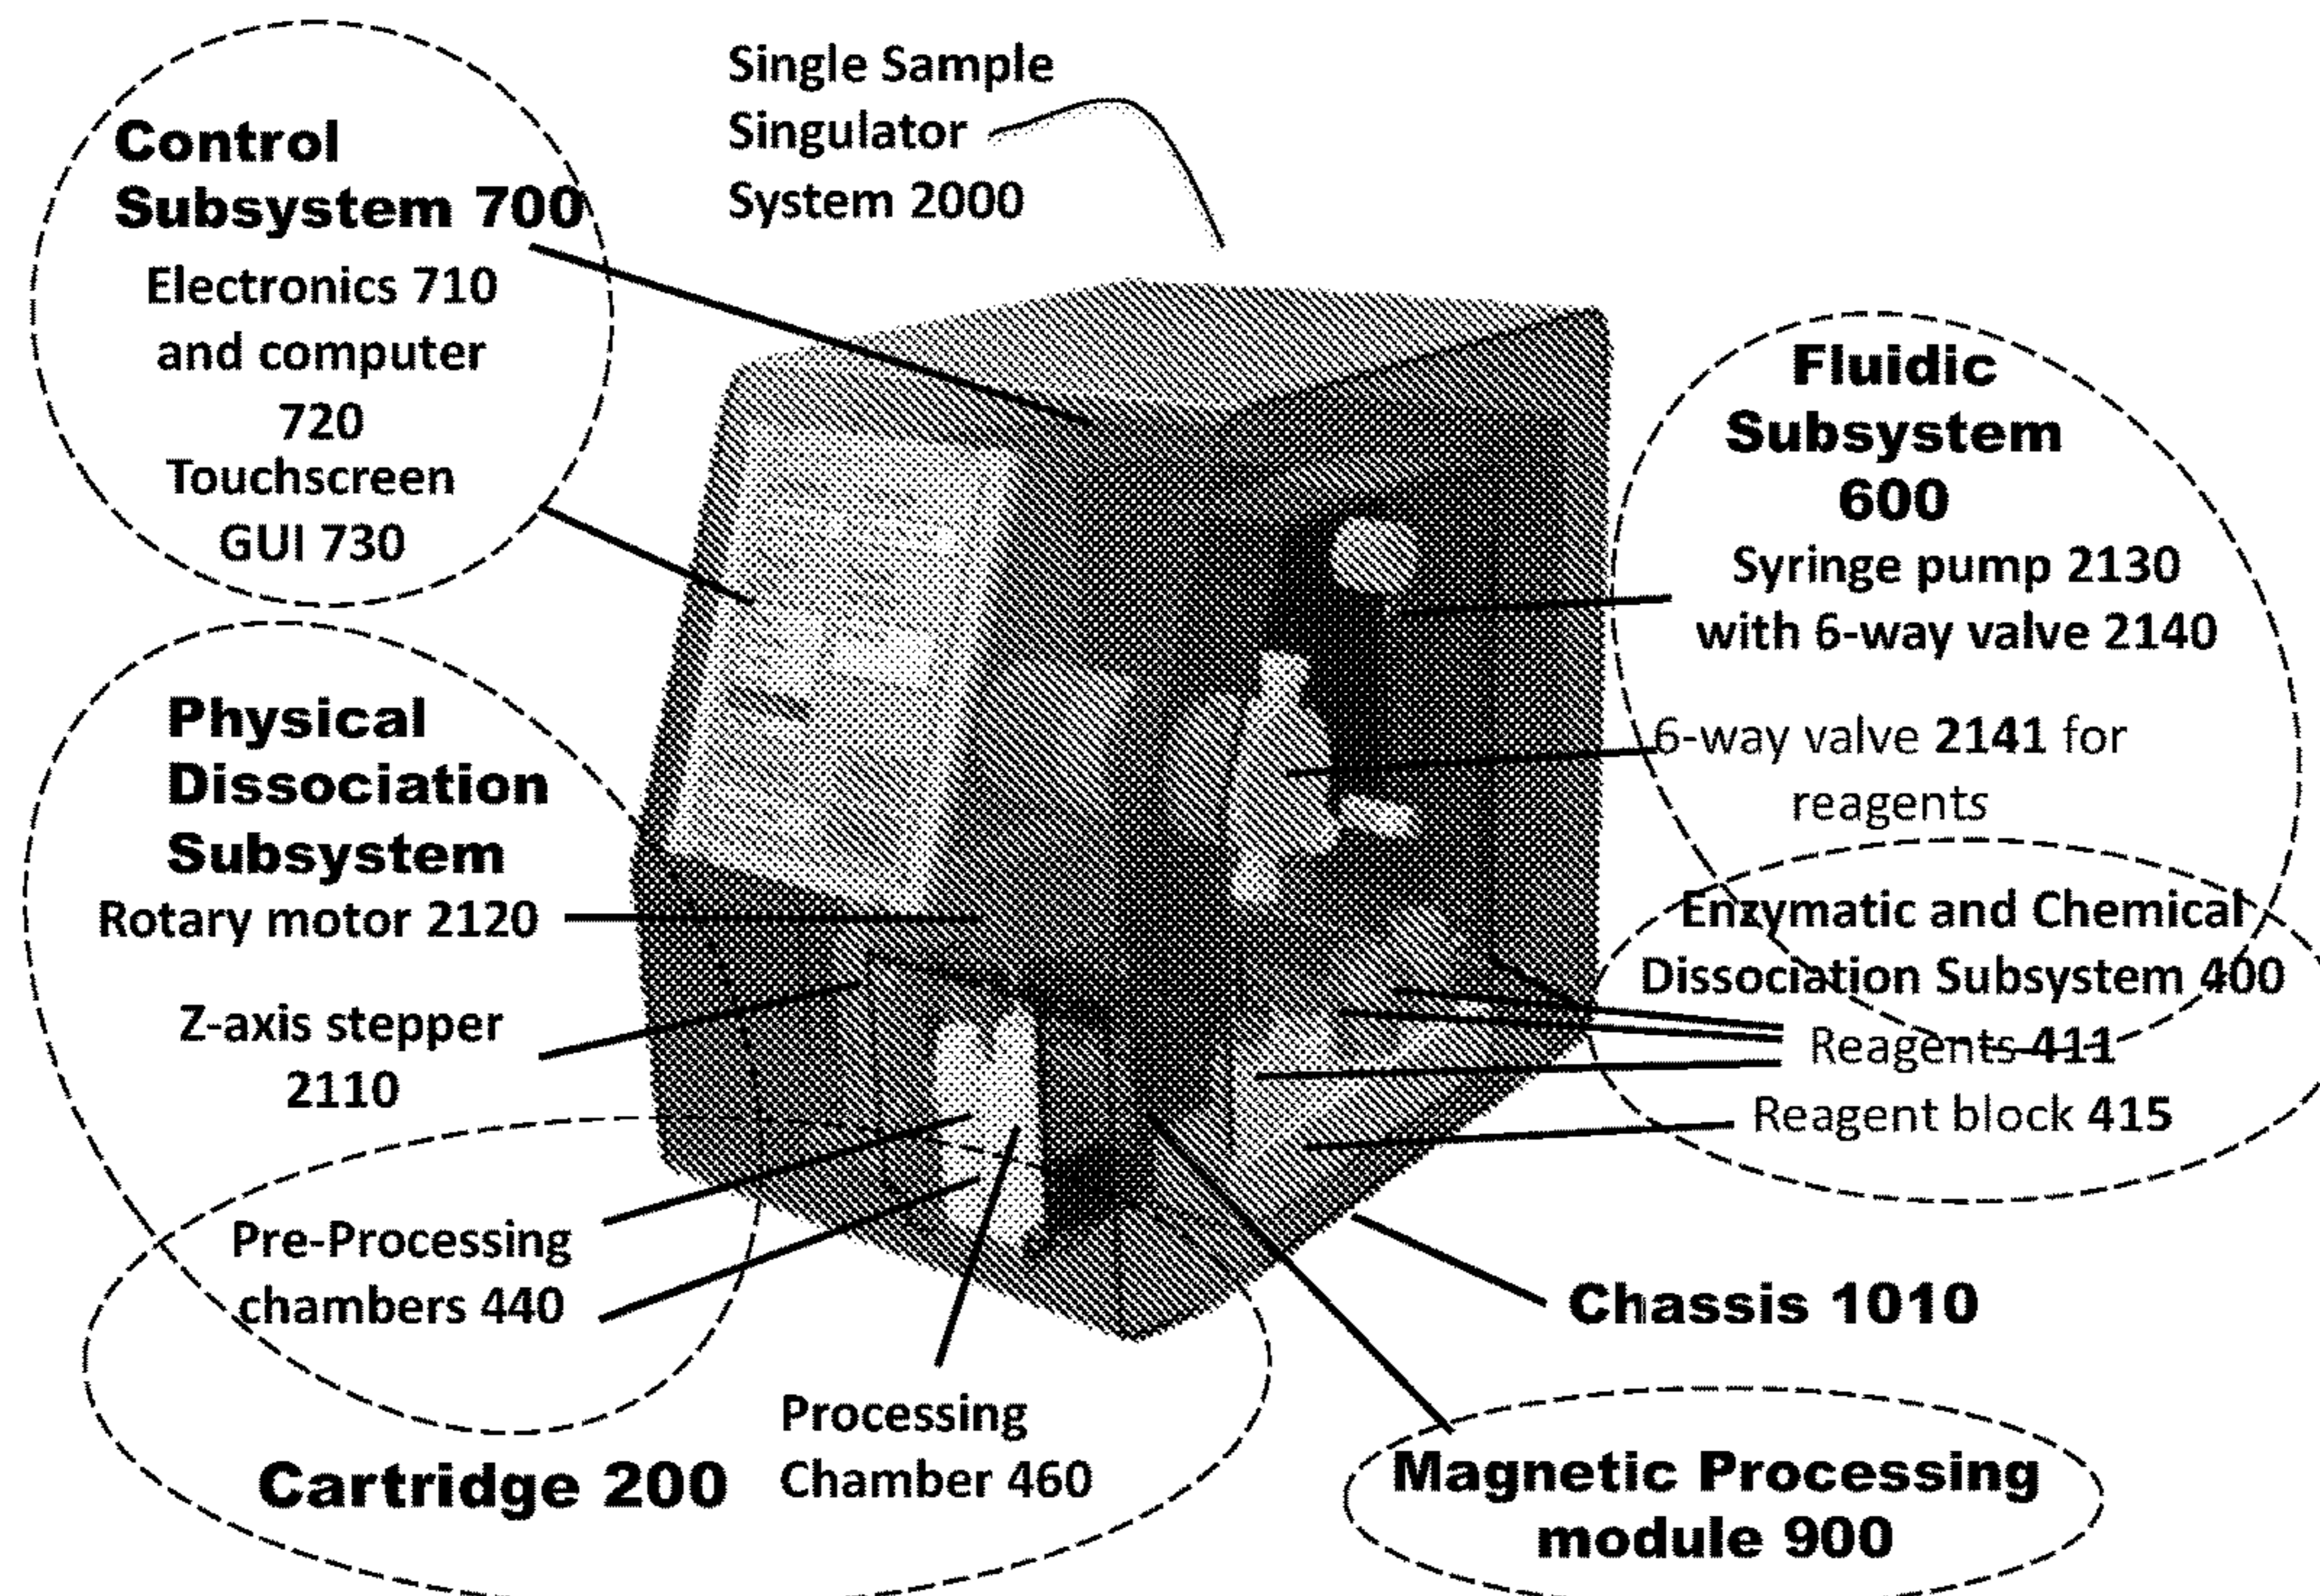 Single Sample
Singulator
System 2000
Control
Subsystem 700
Electronics 710
and computer
720
Touchscreen
GUI 730
Fluidic
Subsystem
600
Syringe pump 2130
with 6-way valve 2140
6-way valve 2141 for
reagents
Physical
Dissociation
Subsystem
Rotary motor 2120
Z-axis stepper
2110
Enzymatic and Chemical
Dissociation Subsystem 400
Reagents 411
Reagent block 415
Pre-Processing
chambers 440
Chassis 1010
Processing
Chamber 460
Cartridge 200
Magnetic Processing
module 900